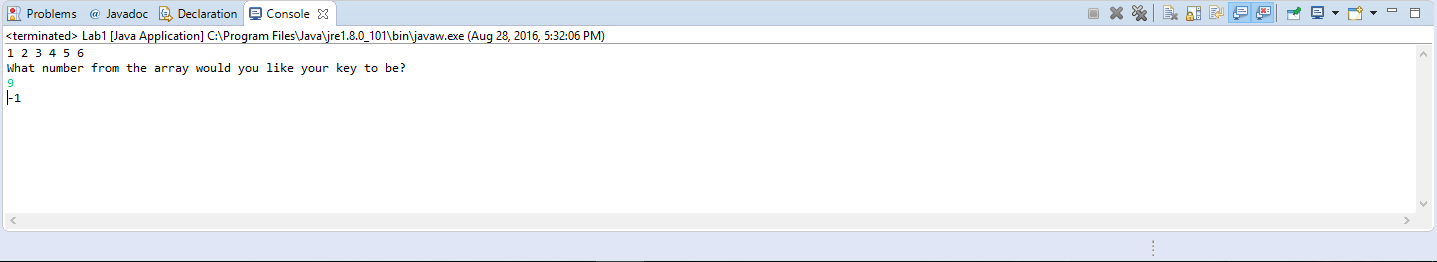 Problems @ Javadoc Declaration Console
<terminated> Lab1 [Java Application] C:\Program Files\Java\jre1.8.0_101\bin\javaw.exe (Aug 28, 2016, 5:32:06 PM)
1 2 3 4 5 6
What number from the array would you like your key to be?
9
-1